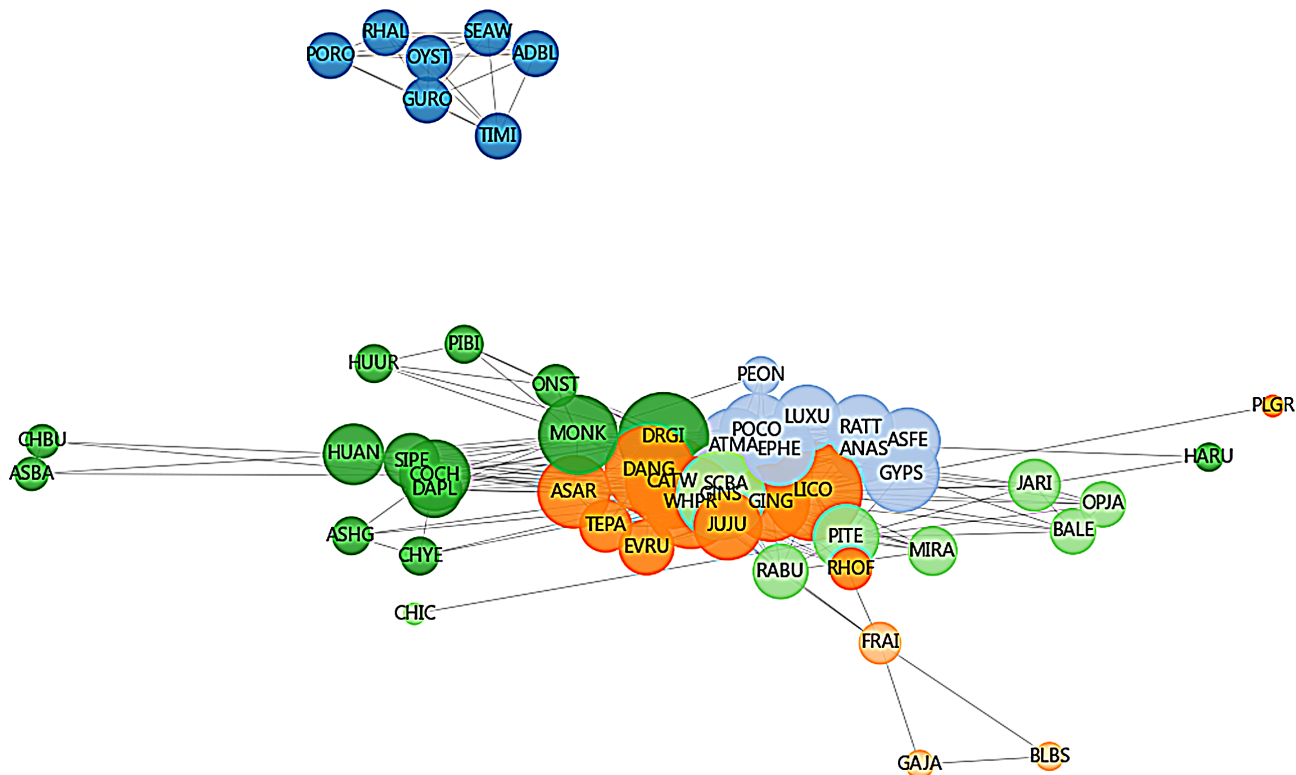 RHAL
SEAW
PORO
OYST
ADBL
GURO
TIMI
PIBI
HUUR
ONST
PEON
PLGR
LUXU
MONK
DRGI
POCO
RATT
CHBU
ATMA
EPHE
ANAS
ASFE
HUAN
SIPE
HARU
ASBA
COCH
DANG
GYPS
DAPL
CATW
SCBA
JARI
ASAR
WHPR
GINS
GING
LICO
OPJA
TEPA
JUJU
BALE
ASHG
EVRU
PITE
CHYE
MIRA
RABU
RHOF
CHIC
FRAI
GAJA
BLBS